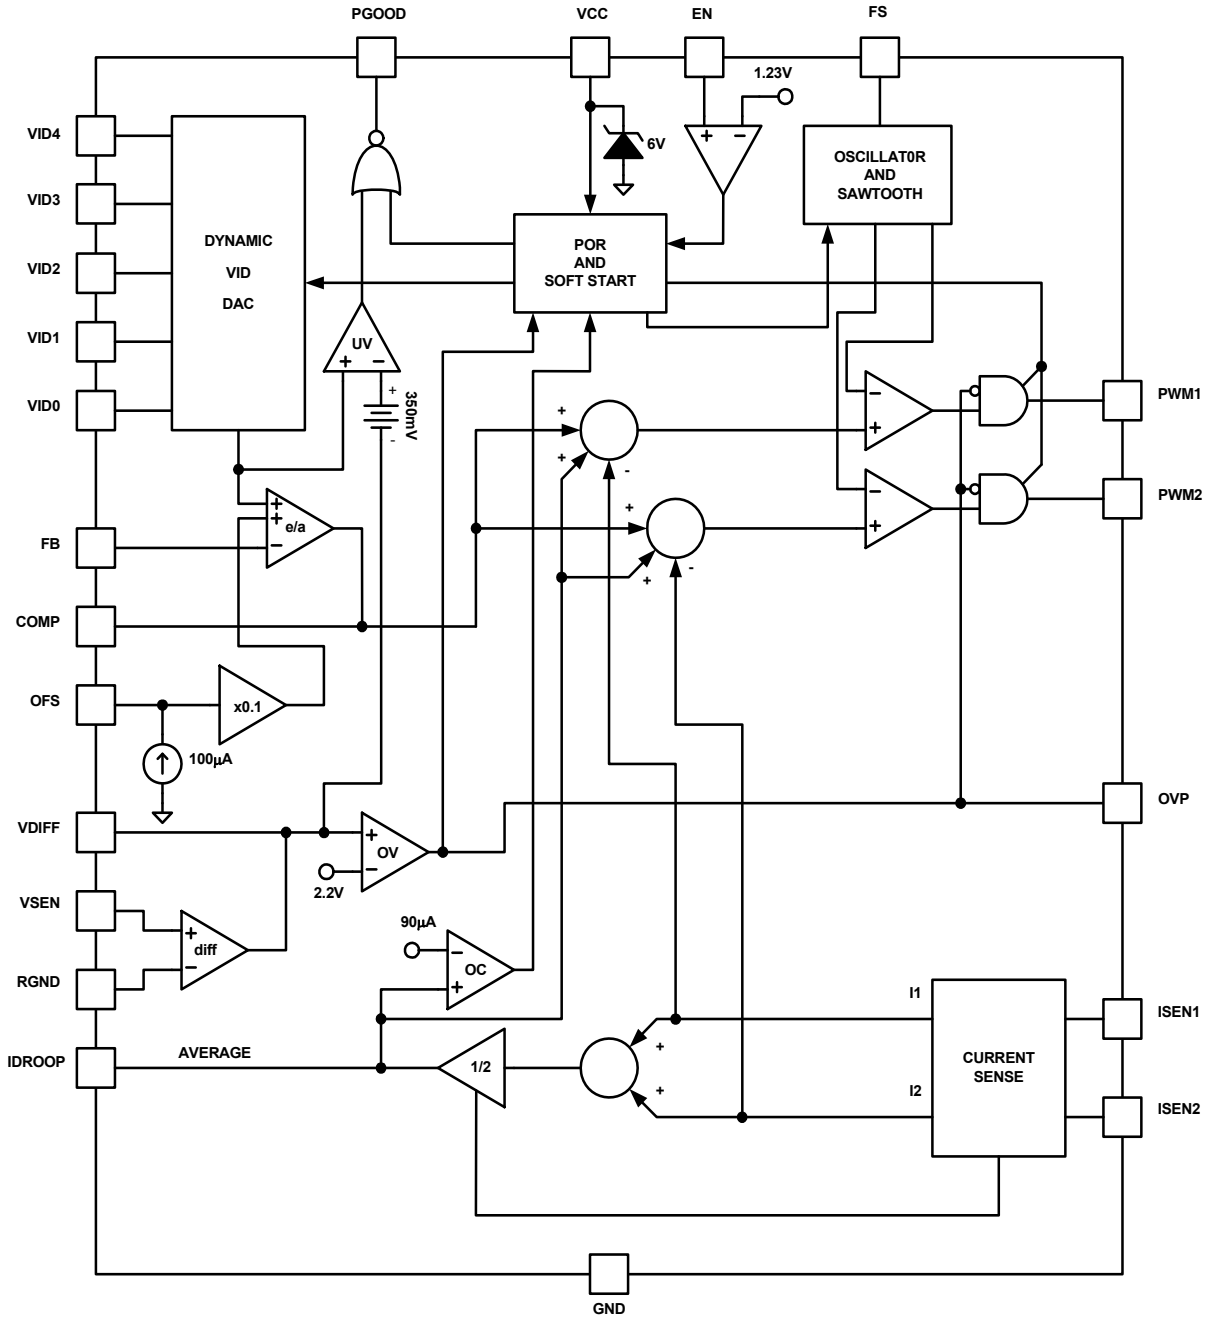 PGOOD
VCC
EN
FS
1.23V
VID4
VID3
VID2
VID1
VID0
DYNAMIC
VID
DAC
6V
+ −
OSCILLAT0R
AND
SAWTOOTH
POR
AND
SOFT START
UV
+ −
+
350mV
-
PWM1
PWM2
−
+
−
+
+
+
-
+
+
-
+
+
−
e/a
FB
COMP
OFS
x0.1
100µA
VDIFF
+
−
OV
2.2V
OVP
VSEN
RGND
+
−
diff
90µA
−
+
OC
IDROOP
AVERAGE
1/2
+
+
I1
I2
CURRENT
SENSE
ISEN1
ISEN2
GND